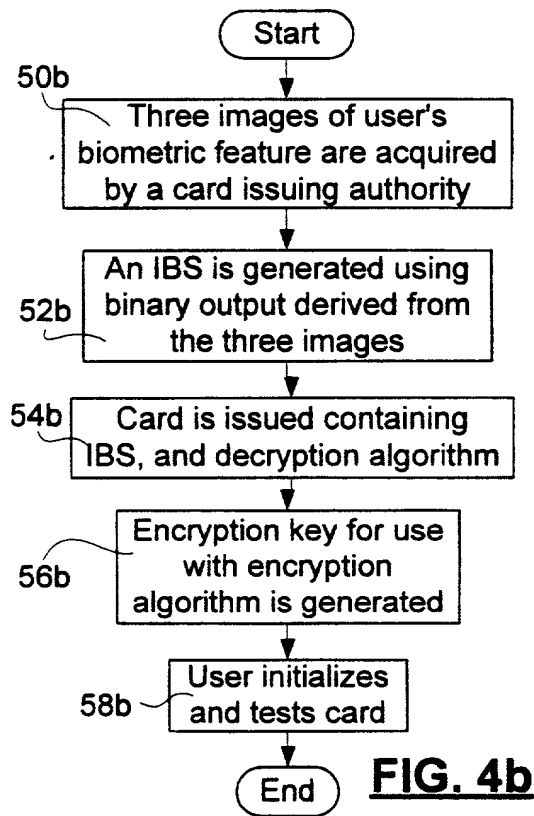 Start
50b
Three images of user's
biometric feature are acquired
by a card issuing authority
An IBS is generated using
binary output derived from
the three images
52b
Card is issued containing
IBS, and decryption algorithm
54b
Encryption key for use
with encryption
algorithm is generated
56b
User initializes
and tests card
58b
End
FIG. 4b